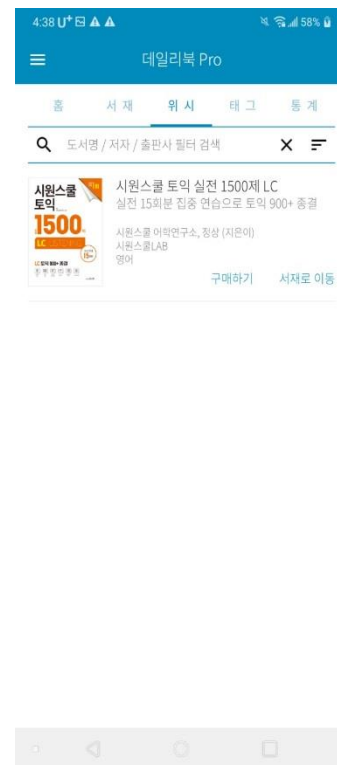 4:38 U+ 58%
데일리북 Pro
홈 서재 위시 태그 통계
도서명 / 저자 / 출판사 필터 검색
시원스쿨 토익 실전 1500제 LC
실전 15회분 집중 연습으로 토익 900+ 종결
시원스쿨 어학연구소, 칭상 (지은이)
시원스쿨LAB
영어
구매하기 서재로 이동
시원스쿨
토익
1500
LC